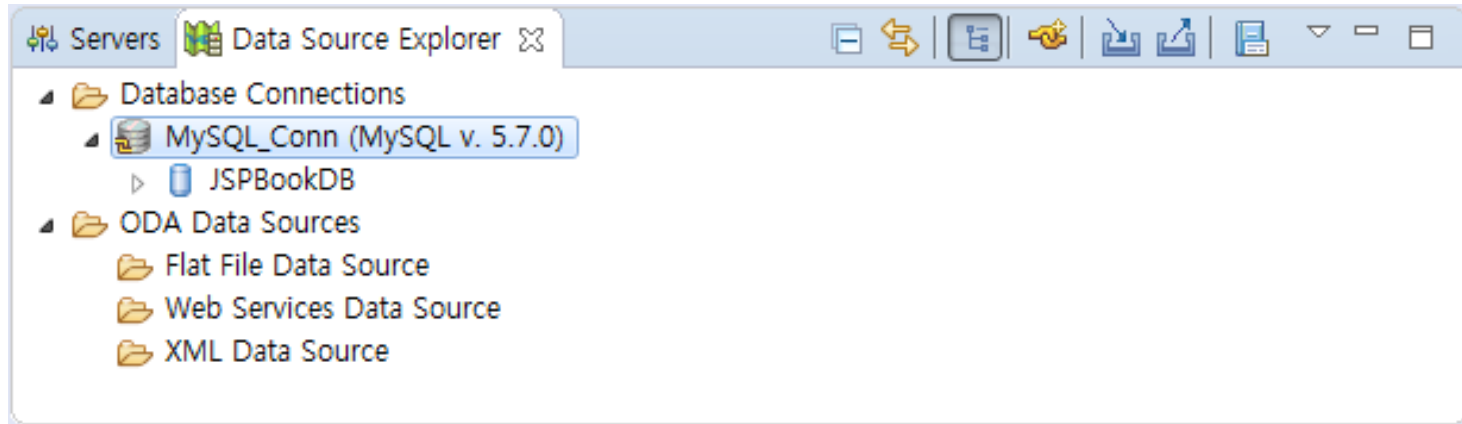 Servers Data Source Explorer
Database Connections
MySQL_Conn (MySQL v. 5.7.0)
JSPBookDB
ODA Data Sources
Flat File Data Source
Web Services Data Source
XML Data Source